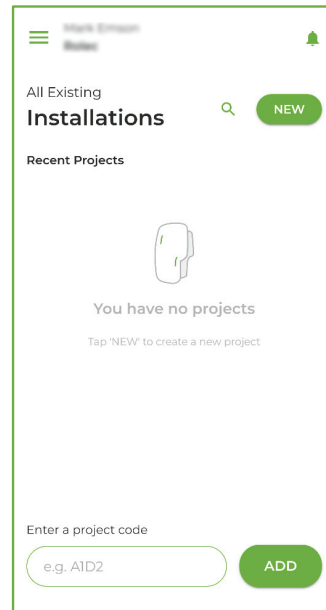 All Existing
Installations
NEW
Recent Projects
You have no projects
Tap 'NEW' to create a new project
Enter a project code
e.g. A1D2
ADD